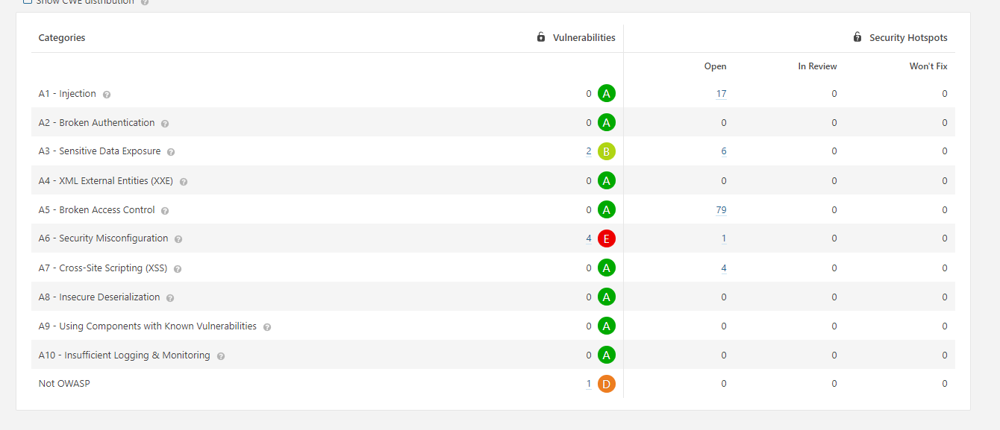 Show CWE distribution ?
Categories Vulnerabilities ? Security Hotspots
Open In Review Won't Fix
A1 - Injection ? 0 A 17 0 0
A2 - Broken Authentication ? 0 A 0 0 0
A3 - Sensitive Data Exposure ? 2 B 6 0 0
A4 - XML External Entities (XXE) ? 0 A 0 0 0
A5 - Broken Access Control ? 0 A 79 0 0
A6 - Security Misconfiguration ? 4 E 1 0 0
A7 - Cross-Site Scripting (XSS) ? 0 A 4 0 0
A8 - Insecure Deserialization ? 0 A 0 0 0
A9 - Using Components with Known Vulnerabilities ? 0 A 0 0 0
A10 - Insufficient Logging & Monitoring ? 0 A 0 0 0
Not OWASP 1 D 0 0 0